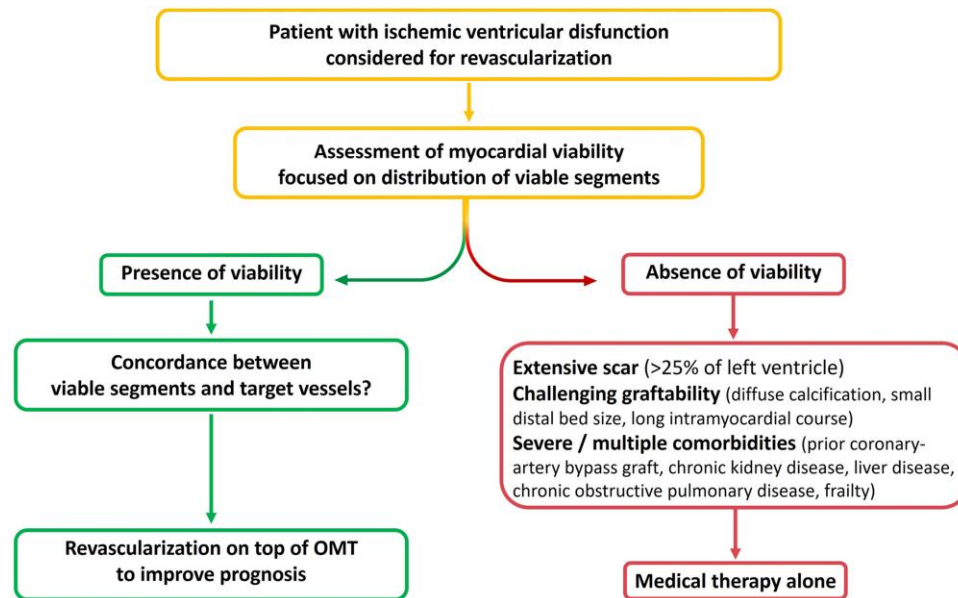 Patient with ischemic ventricular disfunction
considered for revascularization
Assessment of myocardial viability
focused on distribution of viable segments
Presence of viability
Absence of viability
Concordance between
viable segments and target vessels?
Extensive scar (>25% of left ventricle)
Challenging graftability (diffuse calcification, small
distal bed size, long intramyocardial course)
Severe / multiple comorbidities (prior coronary-
artery bypass graft, chronic kidney disease, liver disease,
chronic obstructive pulmonary disease, frailty)
Revascularization on top of OMT
to improve prognosis
Medical therapy alone